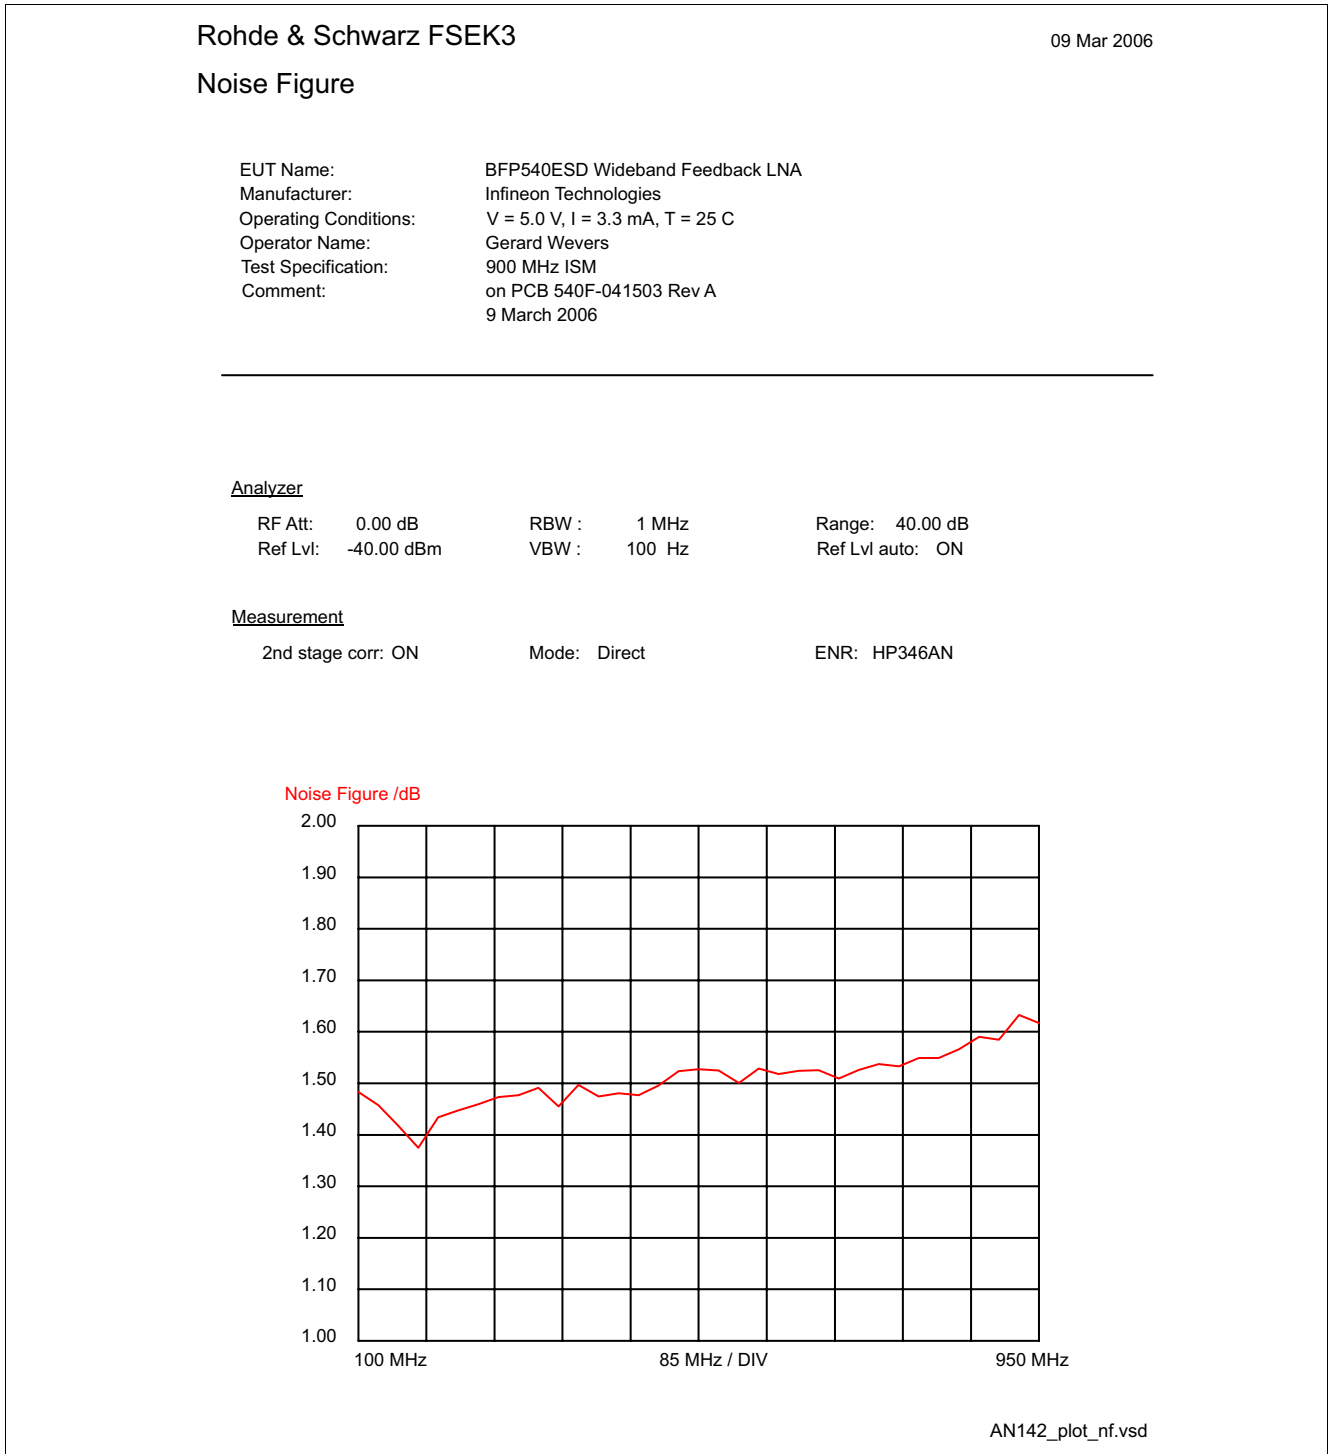 Rohde & Schwarz FSEK3 09 Mar 2006
Noise Figure
EUT Name: BFP540ESD Wideband Feedback LNA
Manufacturer: Infineon Technologies
Operating Conditions: V = 5.0 V, I = 3.3 mA, T = 25 C
Operator Name: Gerard Wevers
Test Specification: 900 MHz ISM
Comment: on PCB 540F-041503 Rev A
9 March 2006
Analyzer
RF Att: 0.00 dB RBW : 1 MHz Range: 40.00 dB
Ref Lvl: -40.00 dBm VBW : 100 Hz Ref Lvl auto: ON
Measurement
2nd stage corr: ON Mode: Direct ENR: HP346AN
Noise Figure /dB
2.00
1.90
1.80
1.70
1.60
1.50
1.40
1.30
1.20
1.10
1.00
100 MHz 85 MHz / DIV 950 MHz
AN142_plot_nf.vsd